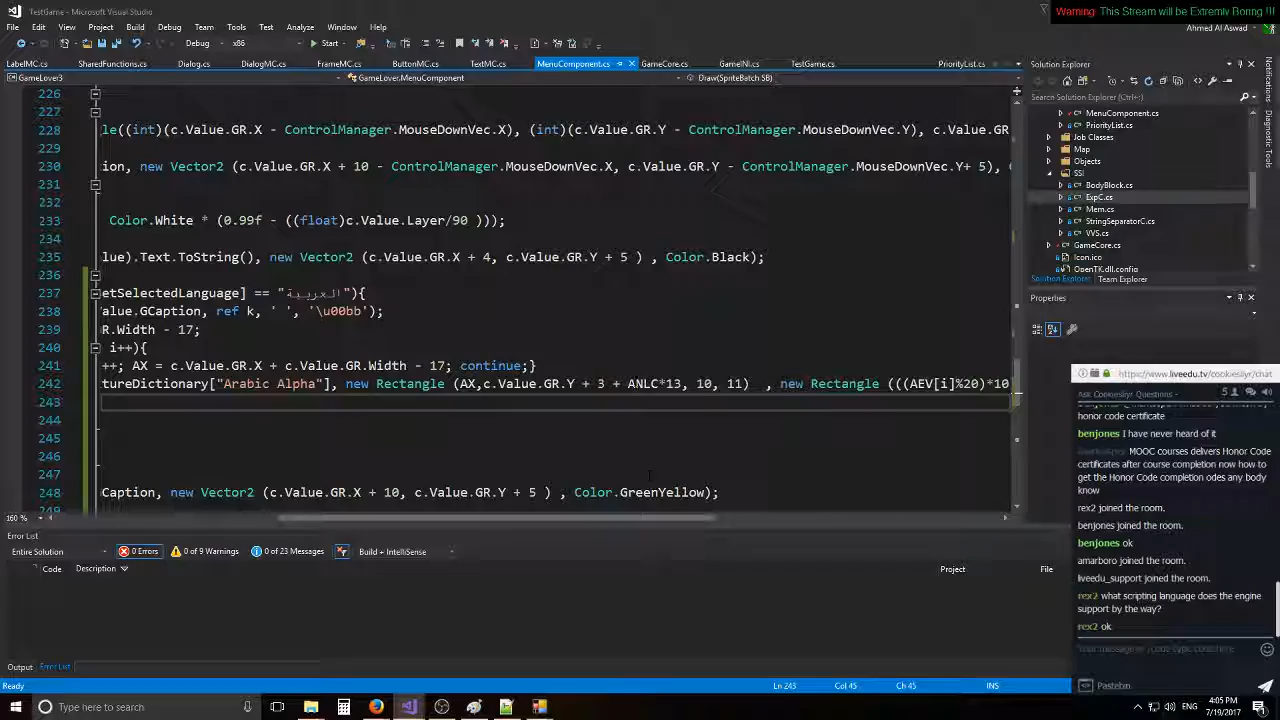 TestGame - Microsoft Visual Studio
Warning: This Stream will be Extremly Boring !!!
File Edit View Project Build Debug Team Tools Test Analyze Window Help
Ahmed Al Aswad
Debug x86 Start
LabelMC.cs SharedFunctions.cs Dialog.cs DialogMC.cs FrameMC.cs ButtonMC.cs TextMC.cs MenuComponent.cs GameCore.cs GameINI.cs TestGame.cs PriorityList.cs
GameLover3 GameLover.MenuComponent Draw(SpriteBatch SB)
226
227
228 le((int)(c.Value.GR.X - ControlManager.MouseDownVec.X), (int)(c.Value.GR.Y - ControlManager.MouseDownVec.Y), c.Value.GR
229
230 ion, new Vector2 (c.Value.GR.X + 10 - ControlManager.MouseDownVec.X, c.Value.GR.Y - ControlManager.MouseDownVec.Y+ 5),
231
232
233 Color.White * (0.99f - ((float)c.Value.Layer/90 )));
234
235 lue).Text.ToString(), new Vector2 (c.Value.GR.X + 4, c.Value.GR.Y + 5 ) , Color.Black);
236
237 etSelectedLanguage] == "العربية"){
238 alue.GCaption, ref k, ' ', '\u00bb');
239 R.Width - 17;
240 i++){
241 ++; AX = c.Value.GR.X + c.Value.GR.Width - 17; continue;}
242 tureDictionary["Arabic Alpha"], new Rectangle (AX,c.Value.GR.Y + 3 + ANLC*13, 10, 11) , new Rectangle (((AEV[i]%20)*10
243
244
245
246
247
248 Caption, new Vector2 (c.Value.GR.X + 10, c.Value.GR.Y + 5 ) , Color.GreenYellow);
249
160 %
Solution Explorer
Search Solution Explorer (Ctrl+;)
MenuComponent.cs
PriorityList.cs
Job Classes
Map
Objects
SSI
BodyBlock.cs
ExpC.cs
Mem.cs
StringSeparatorC.cs
VVS.cs
GameCore.cs
Icon.ico
OpenTK.dll.config
Solution Explorer Team Explorer
Properties
Notifications
Diagnostic Tools
https://www.liveedu.tv/cookiesliyr/chat
Ask Cookiesliyr Questions - 5
honor code certificate
benjones I have never heard of it
MOOC courses delivers Honor Code
certificates after course completion now how to
get the Honor Code completion odes any body
know
rex2 joined the room.
benjones joined the room.
benjones ok
amarboro joined the room.
liveedu_support joined the room.
rex2 what scripting language does the engine
support by the way?
rex2 ok
Pastebin
Error List
Entire Solution 0 Errors 0 of 9 Warnings 0 of 23 Messages Build + IntelliSense
Code Description Project File
Output Error List
Ready Ln 243 Col 45 Ch 45 INS
Type here to search
4:05 PM
7/19/2017